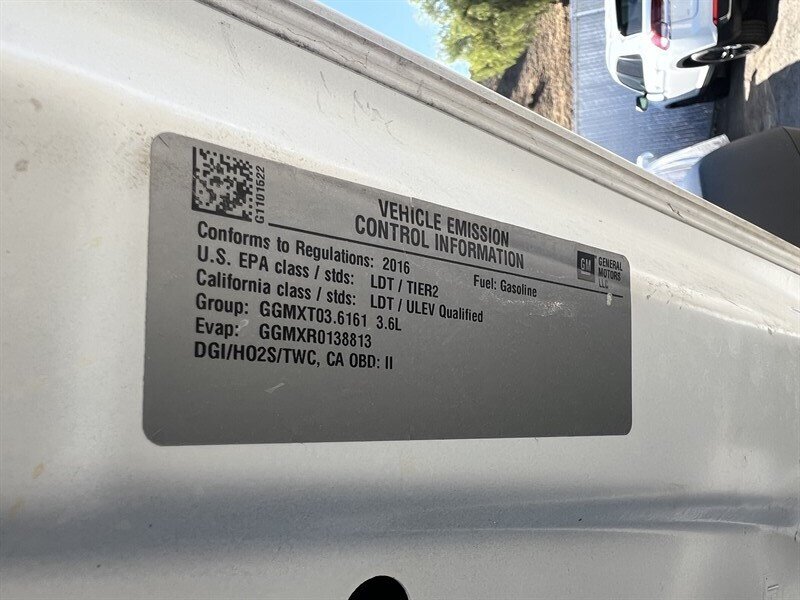 G1101522
VEHICLE EMISSION
CONTROL INFORMATION
GM GENERAL
MOTORS
LLC
Conforms to Regulations: 2016
U.S. EPA class / stds: LDT / TIER2 Fuel: Gasoline
California class / stds: LDT / ULEV Qualified
Group: GGMXT03.6161 3.6L
Evap: GGMXR0138813
DGI/HO2S/TWC, CA OBD: II